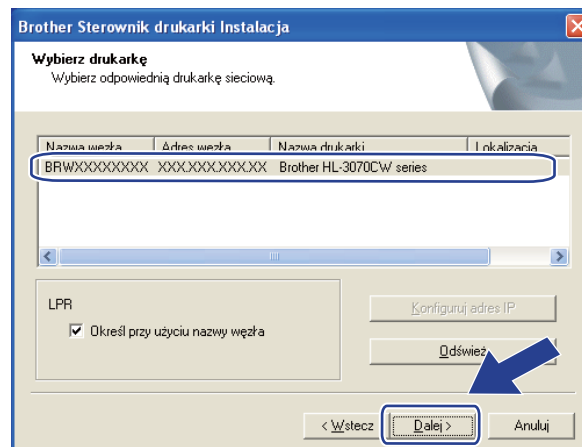 Brother Sterownik drukarki Instalacja
Wybierz drukarkę
Wybierz odpowiednią drukarkę sieciową.
Nazwa węzła Adres węzła Nazwa drukarki Lokalizacja
BRWXXXXXXXX XXX.XXX.XXX.XX Brother HL-3070CW series
LPR
Określ przy użyciu nazwy węzła
Konfiguruj adres IP
Odśwież
< Wstecz Dalej > Anuluj